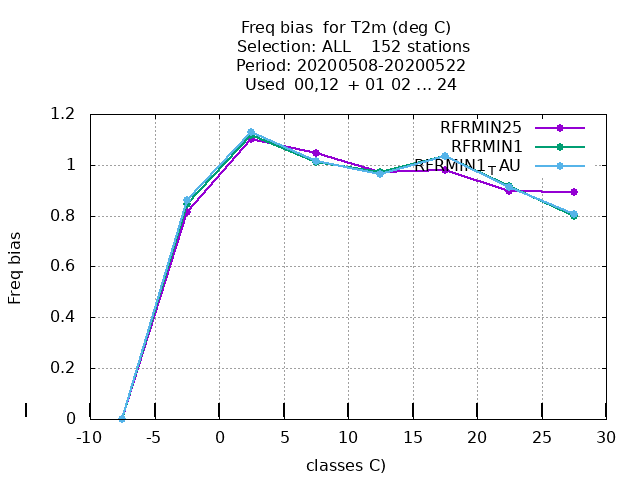 Freq bias for T2m (deg C)
Selection: ALL 152 stations
Period: 20200508-20200522
Used 00,12 + 01 02 ... 24
RFRMIN25
RFRMIN1
RFRMIN1_TAU
1.2
1
0.8
0.6
0.4
0.2
0
Freq bias
-10 -5 0 5 10 15 20 25 30
classes C)